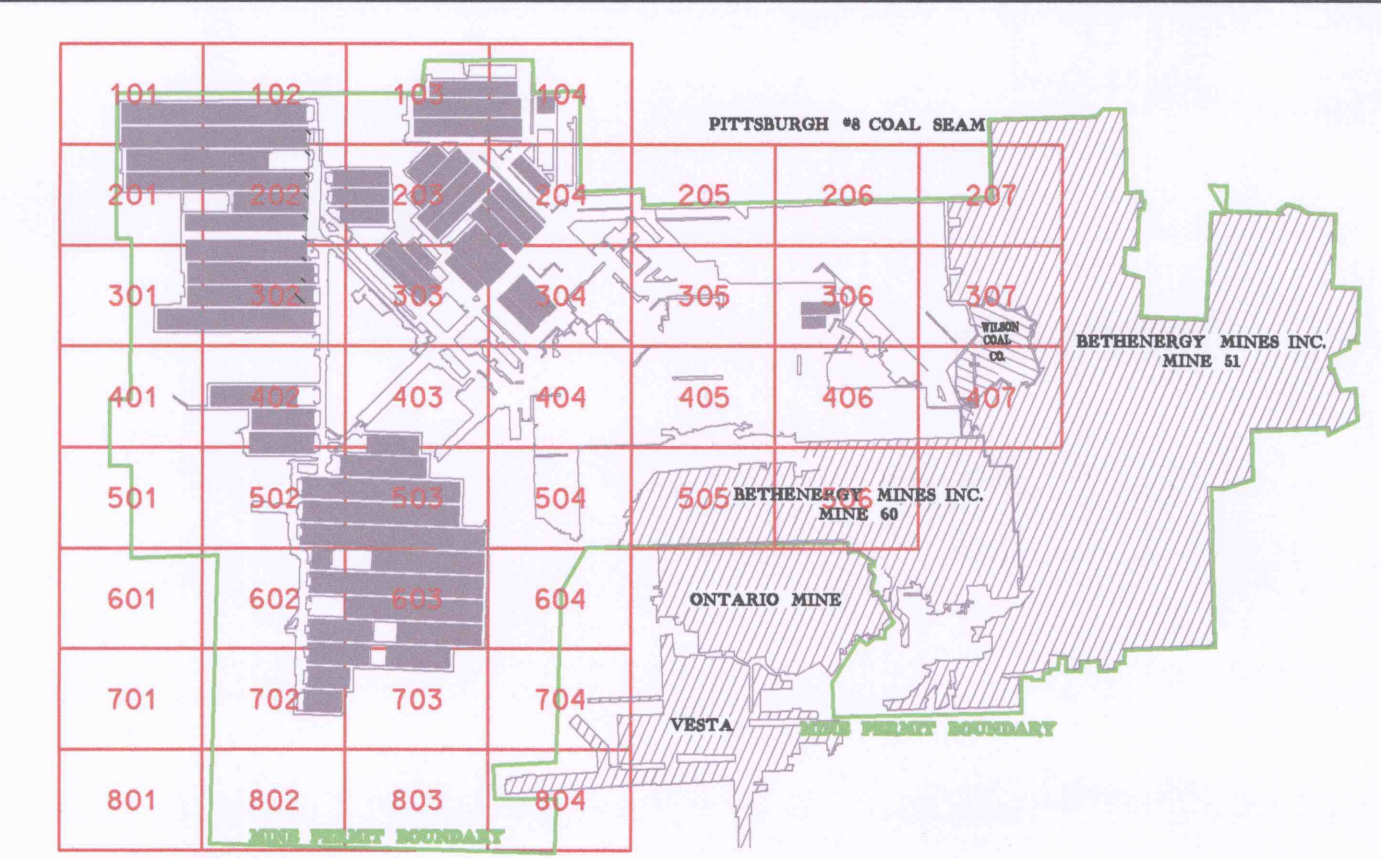 101 102 103 104
PITTSBURGH #8 COAL SEAM
201 202 203 204 205 206 207
301 302 303 304 305 306 307
WILSON
COAL
CO.
BETHENERGY MINES INC.
MINE 51
401 402 403 404 405 406 407
501 502 503 504 505 506
BETHENERGY MINES INC.
MINE 60
601 602 603 604
ONTARIO MINE
701 702 703 704
VESTA
MINE PERMIT BOUNDARY
801 802 803 804
MINE PERMIT BOUNDARY